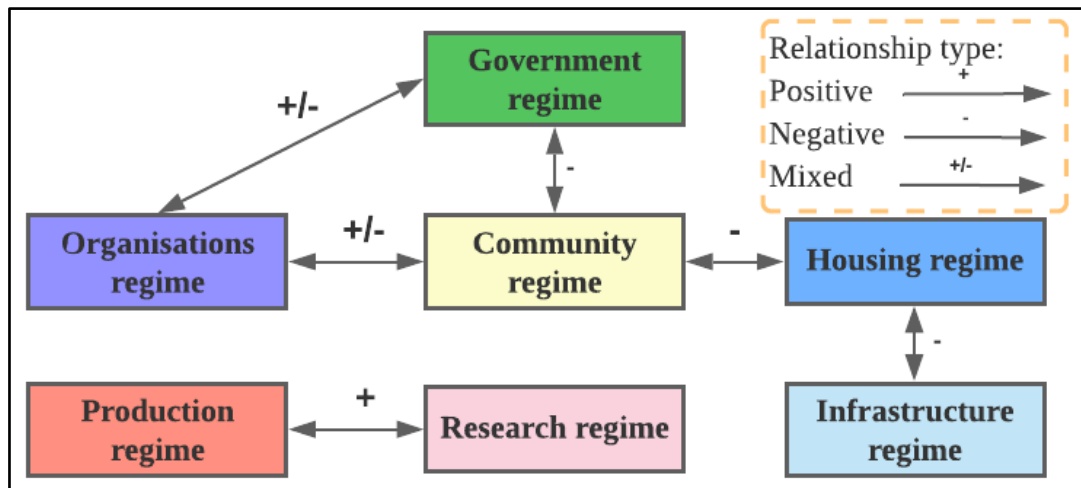 Government
regime
Relationship type:
Positive +
Negative -
Mixed +/-
+/-
-
Organisations
regime
+/-
Community
regime
-
Housing regime
-
Production
regime
+
Research regime
Infrastructure
regime